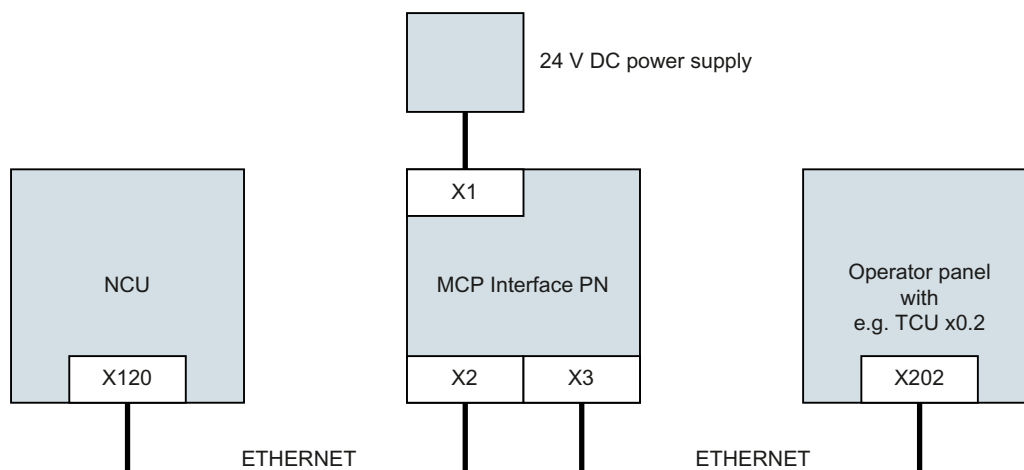 24 V DC power supply
X1
NCU
MCP Interface PN
Operator panel
with
e.g. TCU x0.2
X120
X2
X3
X202
ETHERNET
ETHERNET